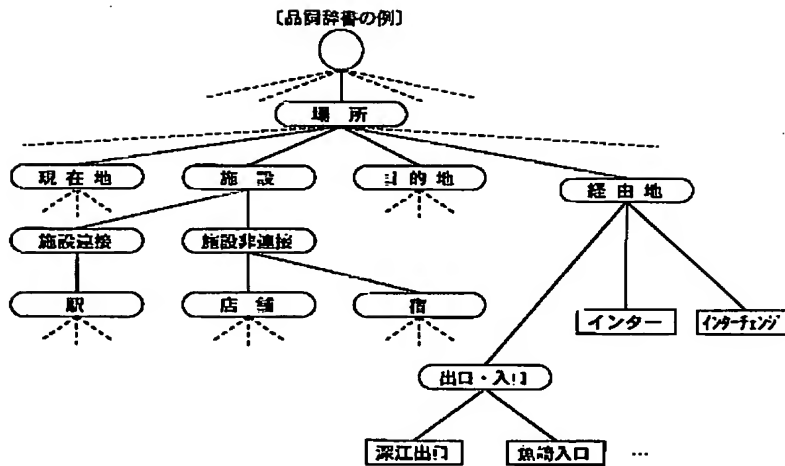 〔品詞辞書の例〕
場所
現在地 施設 目的地 経由地
施設連接 施設非連接
駅 店舗 宿 インター インターチェンジ
出口・入口
深江出口 魚崎入口 …